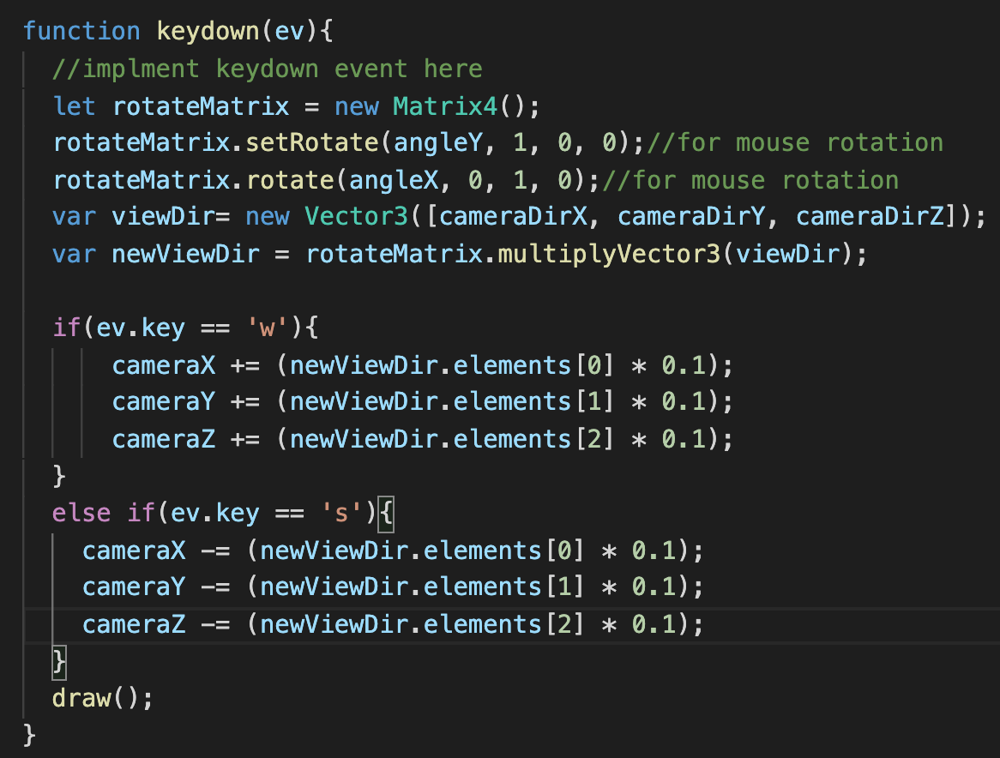 function keydown(ev){
//implment keydown event here
let rotateMatrix = new Matrix4();
rotateMatrix.setRotate(angleY, 1, 0, 0);//for mouse rotation
rotateMatrix.rotate(angleX, 0, 1, 0);//for mouse rotation
var viewDir= new Vector3([cameraDirX, cameraDirY, cameraDirZ]);
var newViewDir = rotateMatrix.multiplyVector3(viewDir);
if(ev.key == 'w'){
cameraX += (newViewDir.elements[0] * 0.1);
cameraY += (newViewDir.elements[1] * 0.1);
cameraZ += (newViewDir.elements[2] * 0.1);
}
else if(ev.key == 's'){
cameraX -= (newViewDir.elements[0] * 0.1);
cameraY -= (newViewDir.elements[1] * 0.1);
cameraZ -= (newViewDir.elements[2] * 0.1);
}
draw();
}